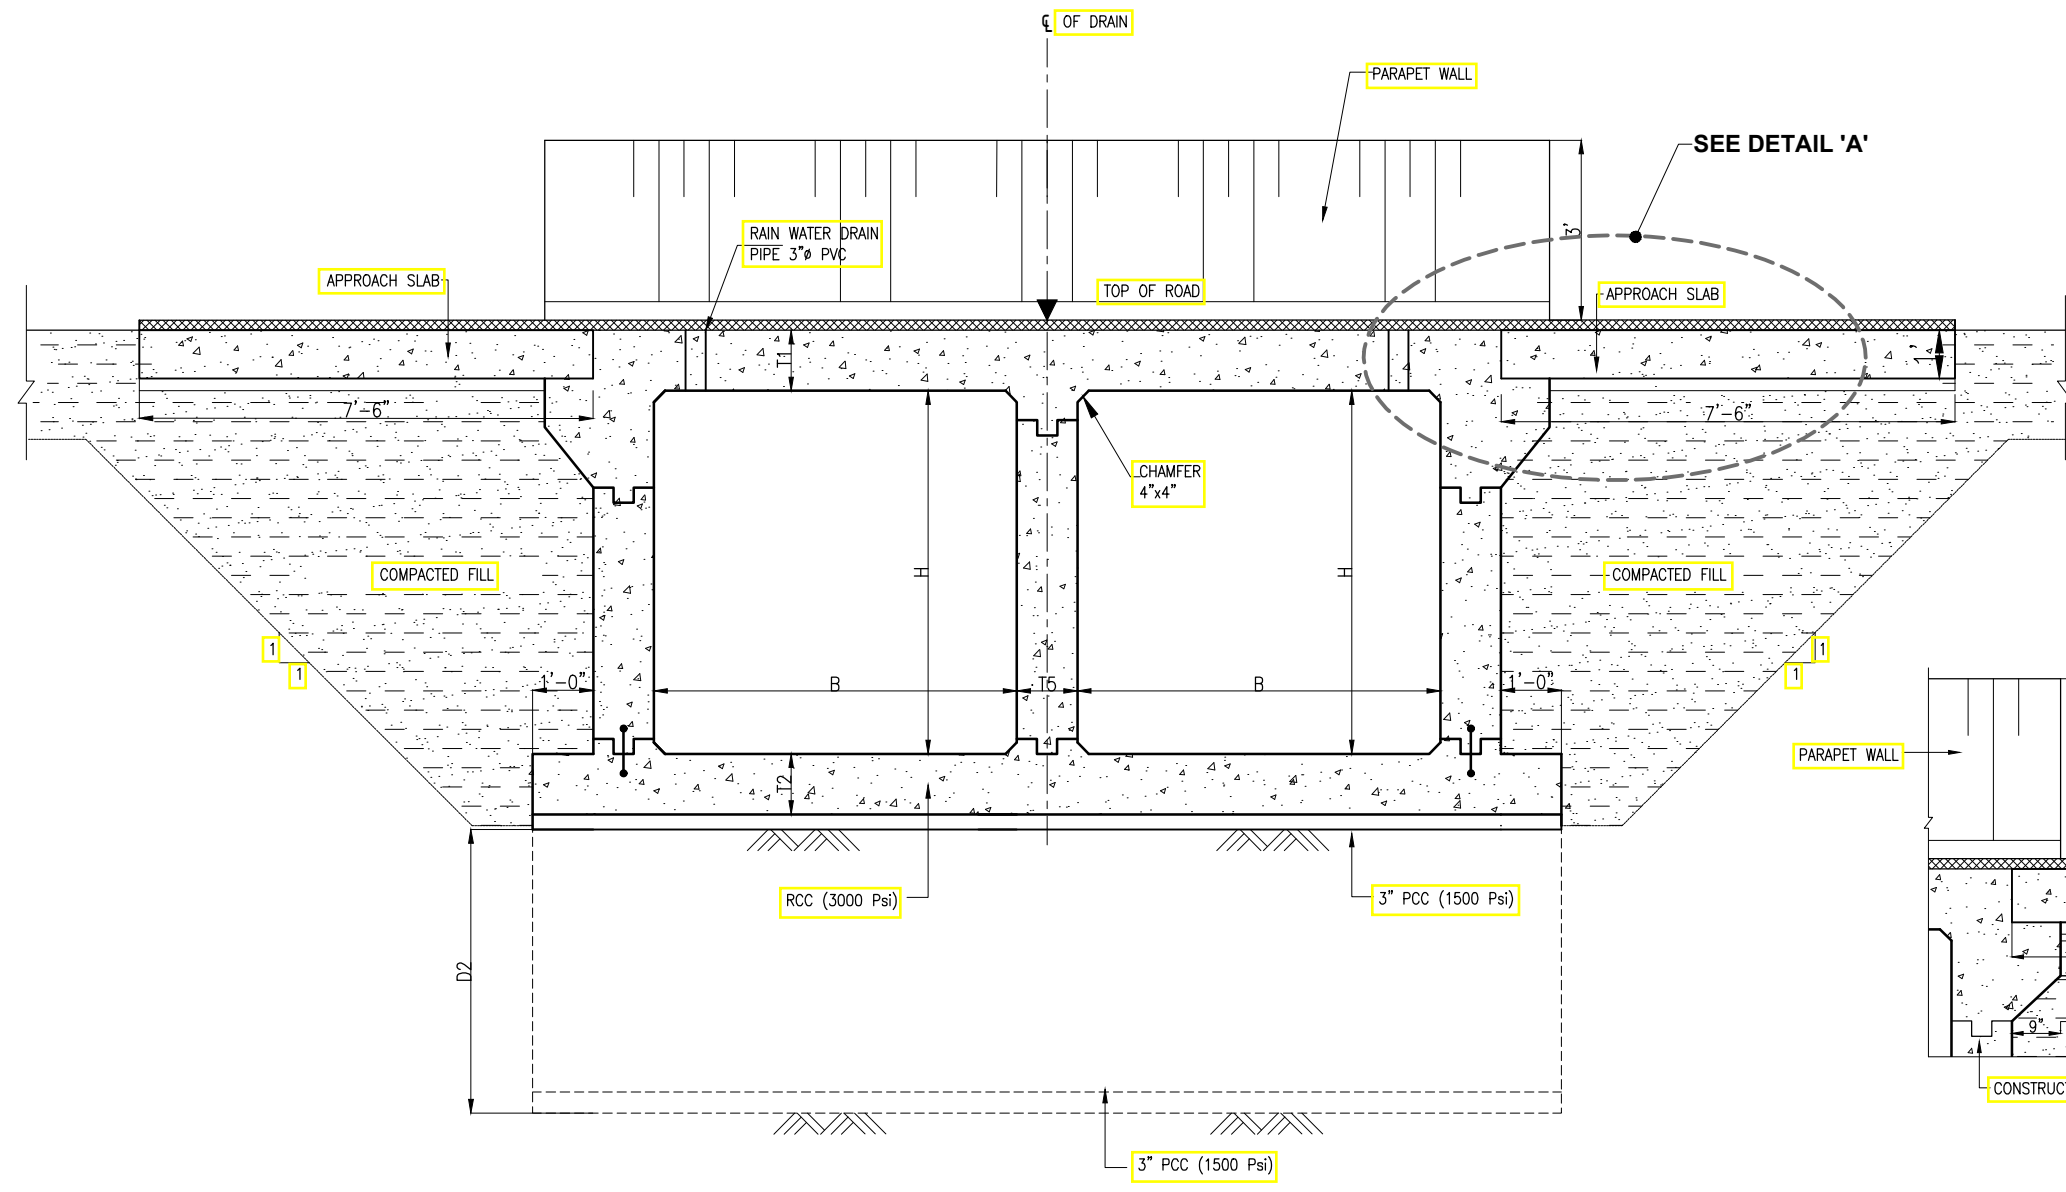 ℄ OF DRAIN
PARAPET WALL
SEE DETAIL 'A'
3'
RAIN WATER DRAIN
PIPE 3"ø PVC
APPROACH SLAB
TOP OF ROAD
APPROACH SLAB
T1
1'
7'-6"
7'-6"
CHAMFER
4"x4"
COMPACTED FILL
H
H
COMPACTED FILL
1
1
1
1
1'-0"
B
T5
B
1'-0"
T2
PARAPET WALL
RCC (3000 Psi)
3" PCC (1500 Psi)
D2
9"
CONSTRUC
3" PCC (1500 Psi)